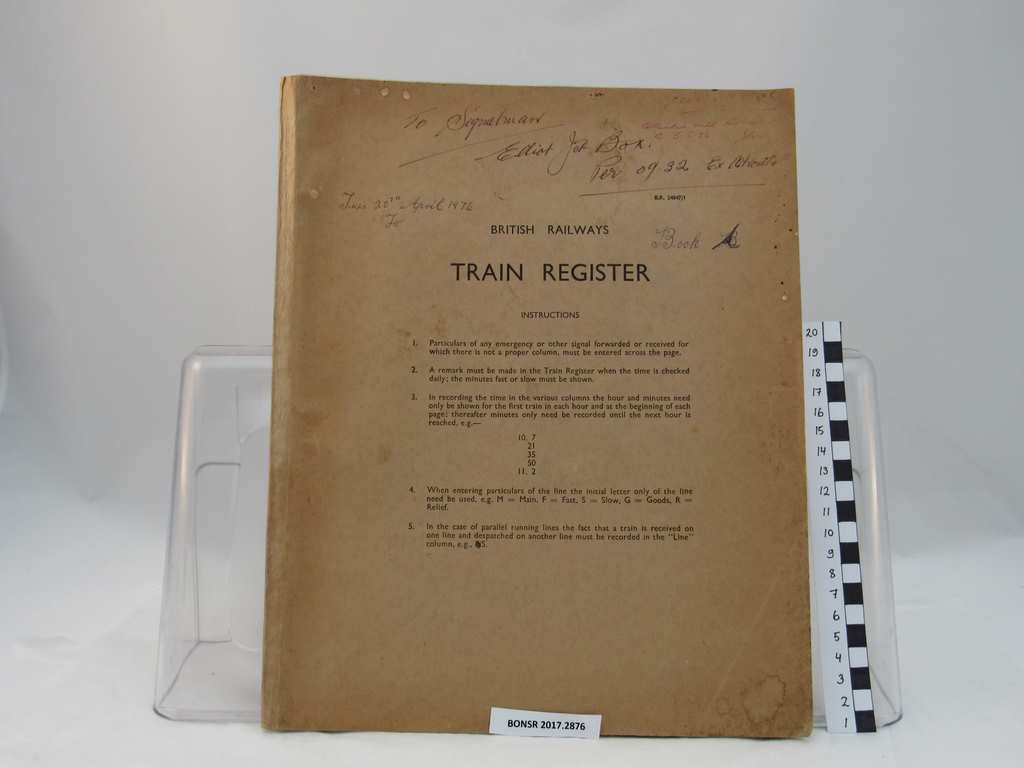 To Signalman
Elliot Jct Box.
Per 09.32 Ex
Tues 20th April 1976
To
B.R. 24847/1
BRITISH RAILWAYS
Book B
TRAIN REGISTER
INSTRUCTIONS
1. Particulars of any emergency or other signal forwarded or received for
which there is not a proper column, must be entered across the page.
2. A remark must be made in the Train Register when the time is checked
daily; the minutes fast or slow must be shown.
3. In recording the time in the various columns the hour and minutes need
only be shown for the first train in each hour and at the beginning of each
page; thereafter minutes only need be recorded until the next hour is
reached, e.g.—
10. 7
21
35
50
11. 2
4. When entering particulars of the line the initial letter only of the line
need be used, e.g. M = Main, F = Fast, S = Slow, G = Goods, R =
Relief.
5. In the case of parallel running lines the fact that a train is received on
one line and despatched on another line must be recorded in the "Line"
column, e.g., S.
BONSR 2017.2876
20
19
18
17
16
15
14
13
12
11
10
9
8
7
6
5
4
3
2
1